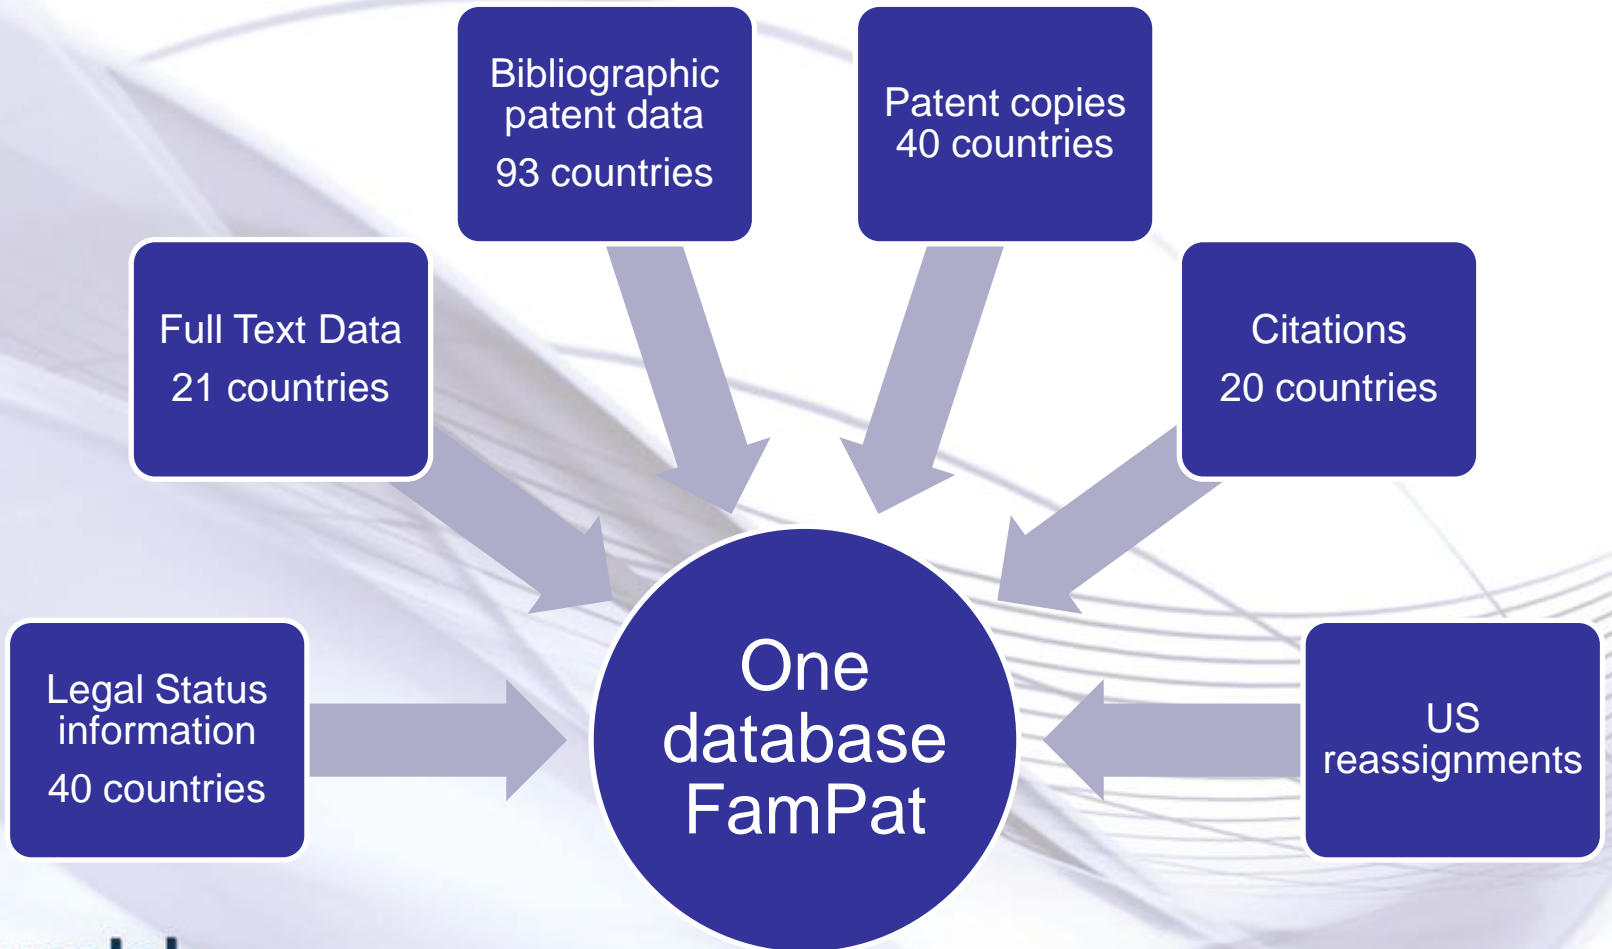 Bibliographic
patent data
93 countries
Patent copies
40 countries
Full Text Data
21 countries
Citations
20 countries
Legal Status
information
40 countries
One
database
FamPat
US
reassignments